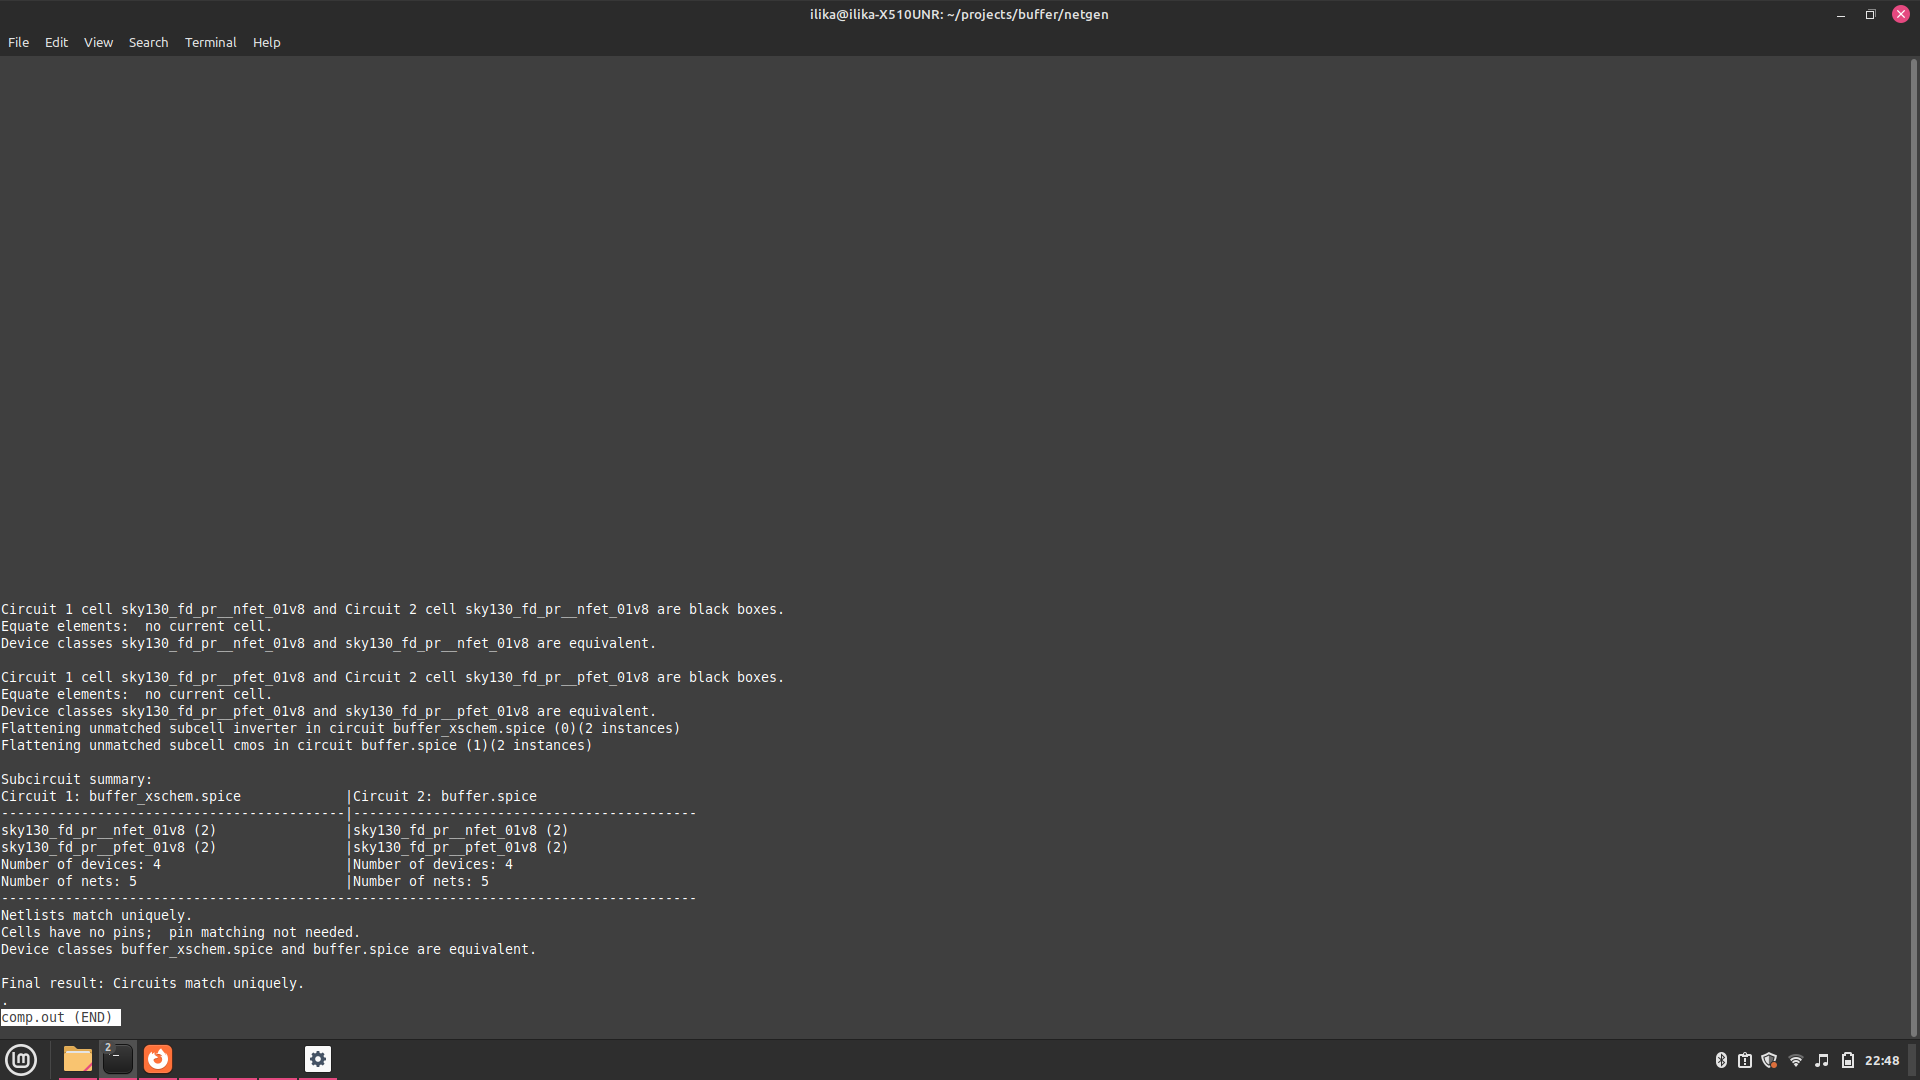 ilika@ilika-X510UNR: ~/projects/buffer/netgen
File Edit View Search Terminal Help
Circuit 1 cell sky130_fd_pr__nfet_01v8 and Circuit 2 cell sky130_fd_pr__nfet_01v8 are black boxes.
Equate elements:  no current cell.
Device classes sky130_fd_pr__nfet_01v8 and sky130_fd_pr__nfet_01v8 are equivalent.
Circuit 1 cell sky130_fd_pr__pfet_01v8 and Circuit 2 cell sky130_fd_pr__pfet_01v8 are black boxes.
Equate elements:  no current cell.
Device classes sky130_fd_pr__pfet_01v8 and sky130_fd_pr__pfet_01v8 are equivalent.
Flattening unmatched subcell inverter in circuit buffer_xschem.spice (0)(2 instances)
Flattening unmatched subcell cmos in circuit buffer.spice (1)(2 instances)
Subcircuit summary:
Circuit 1: buffer_xschem.spice             |Circuit 2: buffer.spice
-------------------------------------------|-------------------------------------------
sky130_fd_pr__nfet_01v8 (2)                |sky130_fd_pr__nfet_01v8 (2)
sky130_fd_pr__pfet_01v8 (2)                |sky130_fd_pr__pfet_01v8 (2)
Number of devices: 4                       |Number of devices: 4
Number of nets: 5                          |Number of nets: 5
---------------------------------------------------------------------------------------
Netlists match uniquely.
Cells have no pins;  pin matching not needed.
Device classes buffer_xschem.spice and buffer.spice are equivalent.
Final result: Circuits match uniquely.
.
comp.out (END)
2
22:48